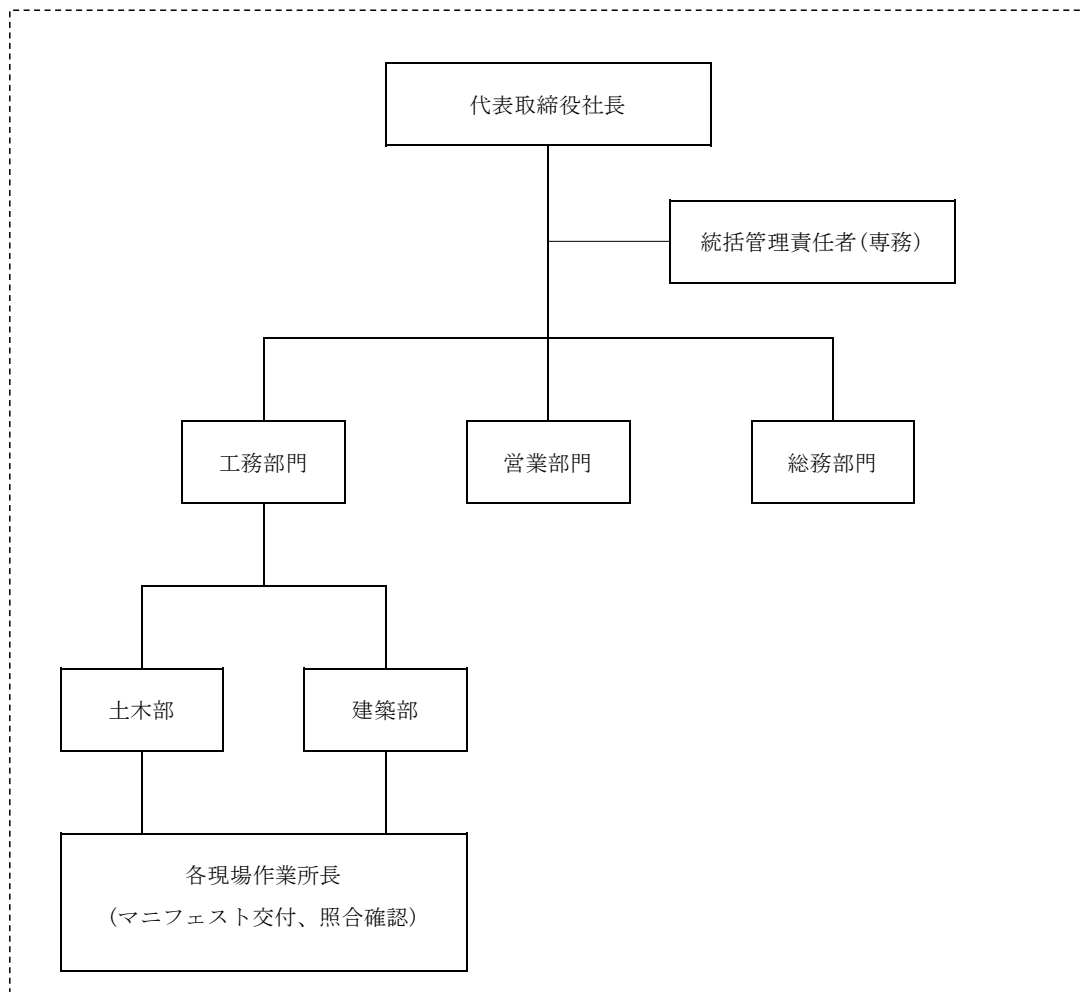 代表取締役社長
統括管理責任者(専務)
工務部門
営業部門
総務部門
土木部
建築部
各現場作業所長
(マニフェスト交付、照合確認)